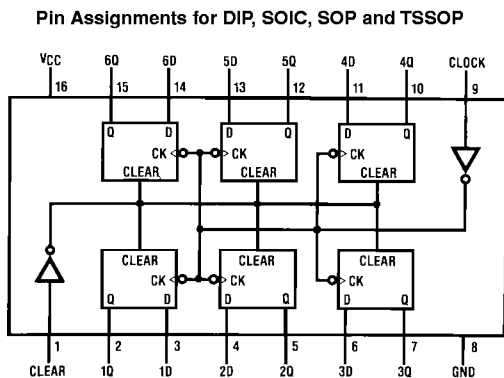 Pin Assignments for DIP, SOIC, SOP and TSSOP
VCC 6Q 6D 5D 5Q 4D 4Q CLOCK
16 15 14 13 12 11 10 9
Q D D Q D Q
CK CK CK
CLEAR CLEAR CLEAR
CLEAR CLEAR CLEAR
CK CK CK
Q D D Q D Q
1 2 3 4 5 6 7 8
CLEAR 1Q 1D 2D 2Q 3D 3Q GND